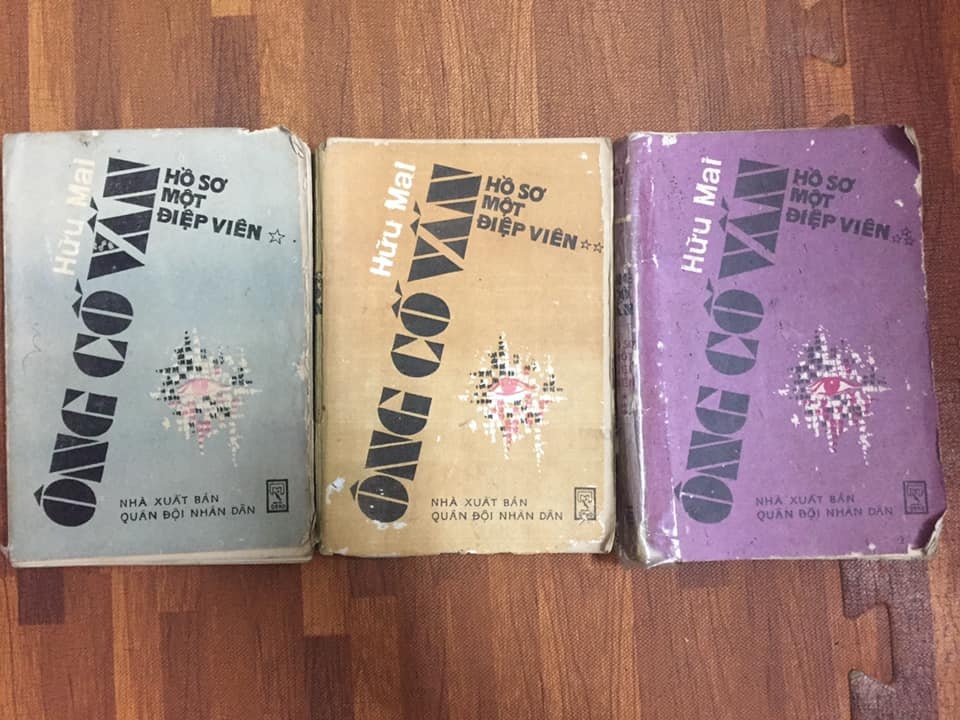 Hữu Mai
ÔNG CỐ VẤN
HỒ SƠ
MỘT
ĐIỆP VIÊN ☆
NHÀ XUẤT BẢN
QUÂN ĐỘI NHÂN DÂN
Hữu Mai
ÔNG CỐ VẤN
HỒ SƠ
MỘT
ĐIỆP VIÊN ☆☆
NHÀ XUẤT BẢN
QUÂN ĐỘI NHÂN DÂN
Hữu Mai
ÔNG CỐ VẤN
HỒ SƠ
MỘT
ĐIỆP VIÊN ☆☆☆
NHÀ XUẤT BẢN
QUÂN ĐỘI NHÂN DÂN